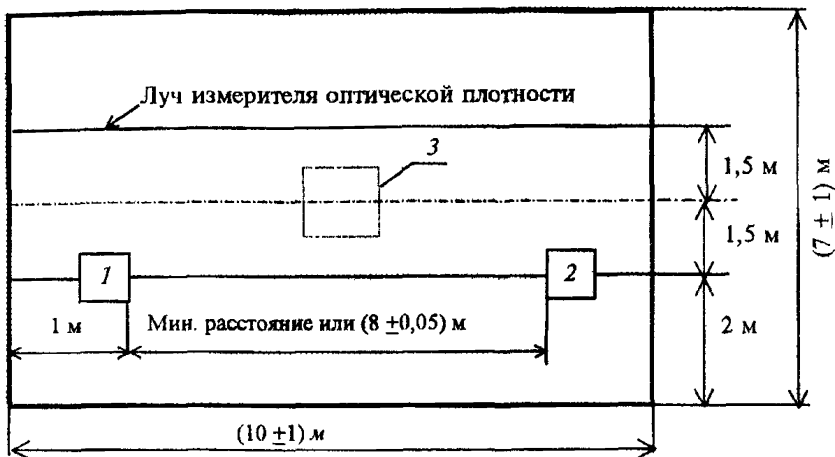 Луч измерителя оптической плотности
3
1,5 м
1,5 м
(7 ± 1) м
1
2
1 м
Мин. расстояние или (8 ±0,05) м
2 м
(10 ±1) м